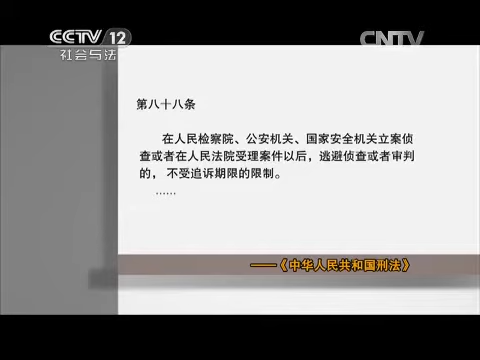 CCTV 12
社会与法
CNTV
第八十八条
在人民检察院、公安机关、国家安全机关立案侦
查或者在人民法院受理案件以后，逃避侦查或者审判
的，不受追诉期限的限制。
……
——《中华人民共和国刑法》